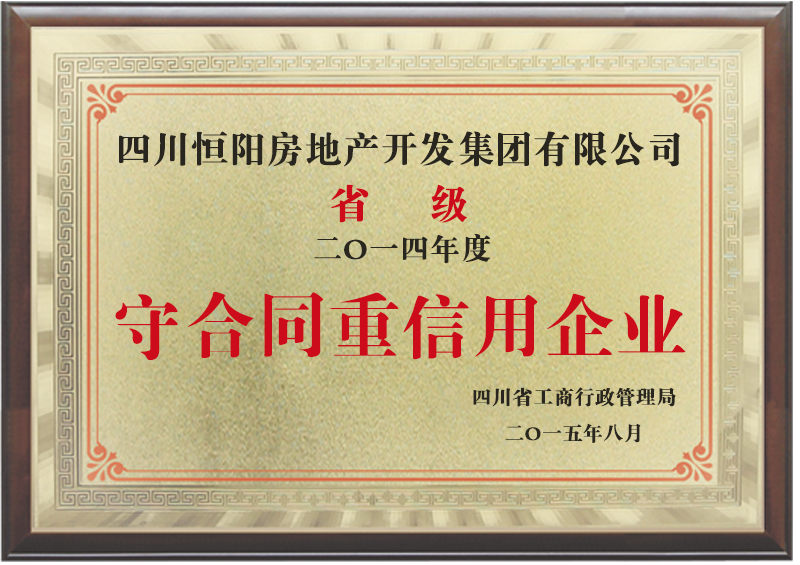 四川恒阳房地产开发集团有限公司
省 级
二〇一四年度
守合同重信用企业
四川省工商行政管理局
二〇一五年八月